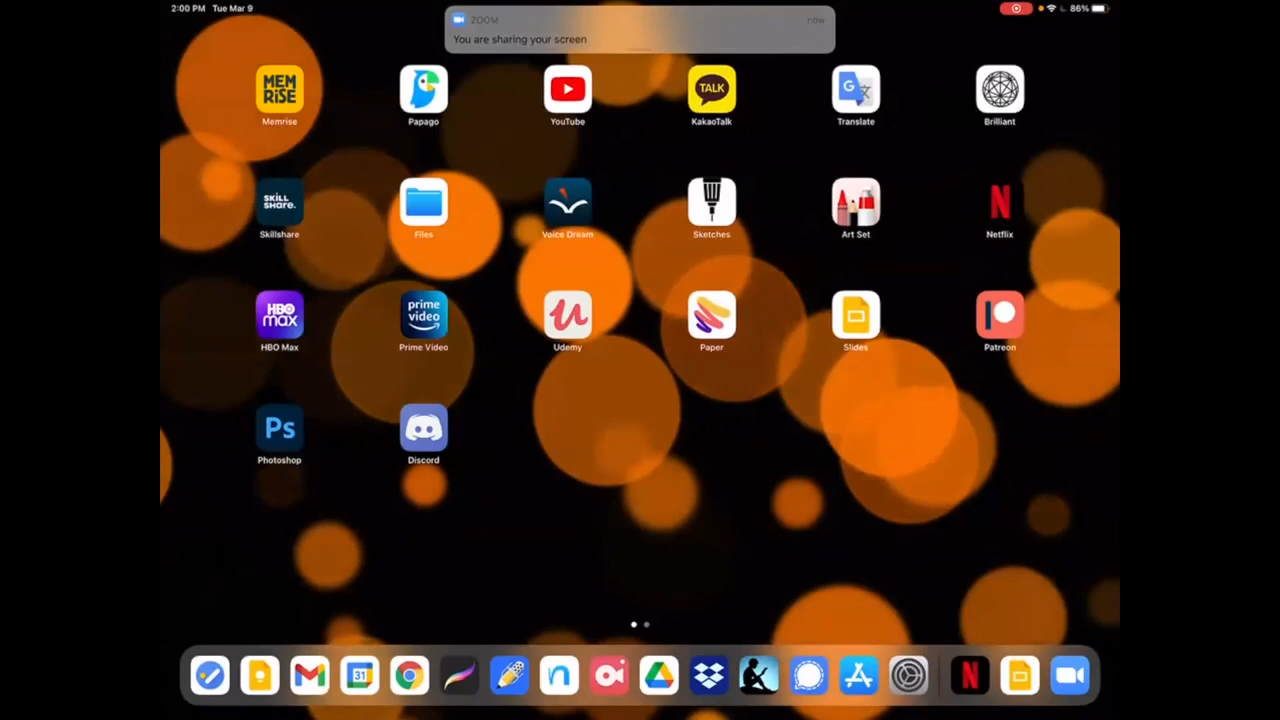 2:00 PM Tue Mar 9
86%
ZOOM now
You are sharing your screen
MEM
RiSE
TALK
G
Memrise Papago YouTube KakaoTalk Translate Brilliant
SKILL
SHARE.
N
Skillshare Files Voice Dream Sketches Art Set Netflix
HBO
max
prime
video
HBO Max Prime Video Udemy Paper Slides Patreon
Ps
Photoshop Discord
31
N